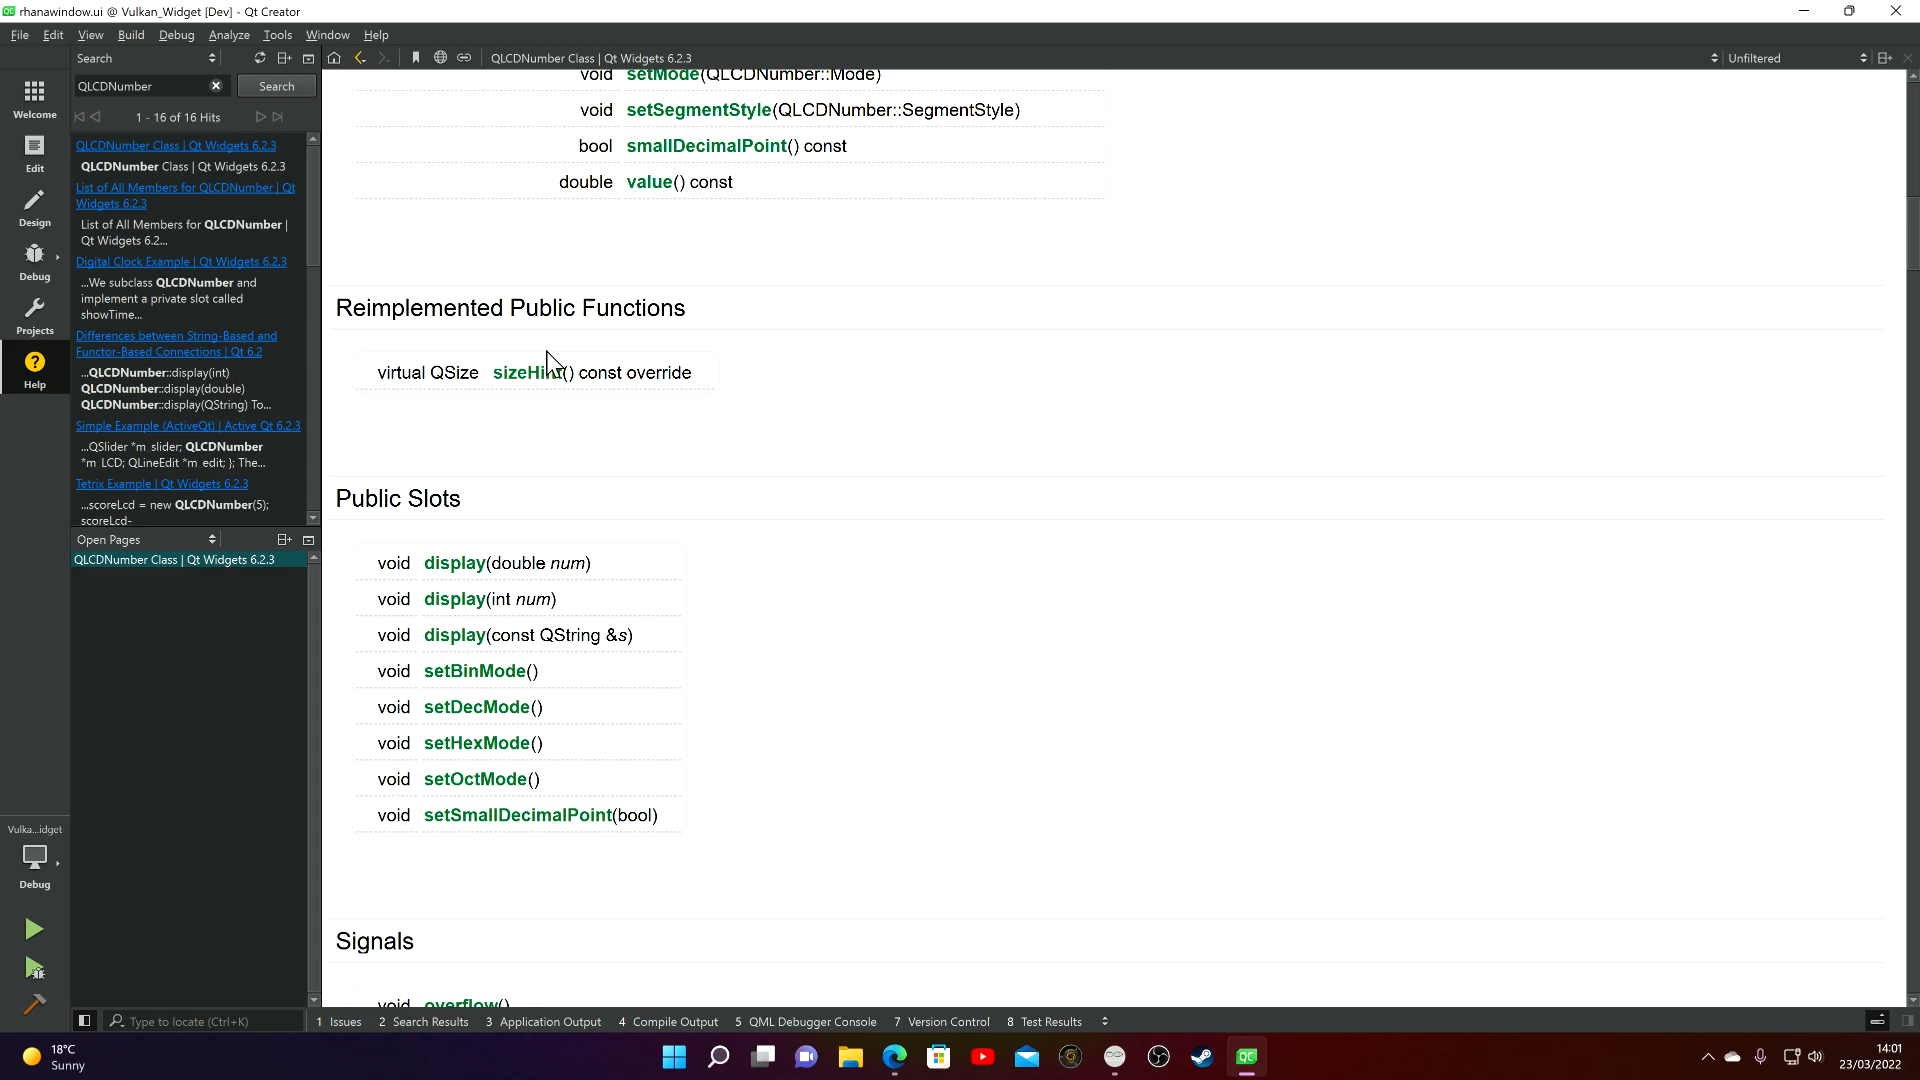 rhanawindow.ui @ Vulkan_Widget [Dev] - Qt Creator
File Edit View Build Debug Analyze Tools Window Help
Search
QLCDNumber Class | Qt Widgets 6.2.3
Unfiltered
QLCDNumber
Search
1 - 16 of 16 Hits
Welcome
Edit
Design
Debug
Projects
Help
QLCDNumber Class | Qt Widgets 6.2.3
QLCDNumber Class | Qt Widgets 6.2.3
List of All Members for QLCDNumber | Qt
Widgets 6.2.3
List of All Members for QLCDNumber |
Qt Widgets 6.2...
Digital Clock Example | Qt Widgets 6.2.3
...We subclass QLCDNumber and
implement a private slot called
showTime...
Differences between String-Based and
Functor-Based Connections | Qt 6.2
...QLCDNumber::display(int)
QLCDNumber::display(double)
QLCDNumber::display(QString) To...
Simple Example (ActiveQt) | Active Qt 6.2.3
...QSlider *m_slider; QLCDNumber
*m_LCD; QLineEdit *m_edit; }; The...
Tetrix Example | Qt Widgets 6.2.3
...scoreLcd = new QLCDNumber(5);
scoreLcd-
Open Pages
QLCDNumber Class | Qt Widgets 6.2.3
void setMode(QLCDNumber::Mode)
void setSegmentStyle(QLCDNumber::SegmentStyle)
bool smallDecimalPoint() const
double value() const
Reimplemented Public Functions
virtual QSize sizeHint() const override
Public Slots
void display(double num)
void display(int num)
void display(const QString &s)
void setBinMode()
void setDecMode()
void setHexMode()
void setOctMode()
void setSmallDecimalPoint(bool)
Signals
void overflow()
Vulka...idget
Debug
Type to locate (Ctrl+K)
1 Issues 2 Search Results 3 Application Output 4 Compile Output 5 QML Debugger Console 7 Version Control 8 Test Results
18°C
Sunny
14:01
23/03/2022